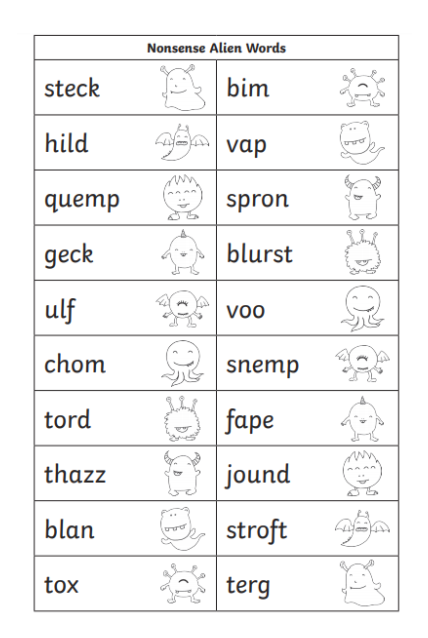 Nonsense Alien Words
steck bim
hild vap
quemp spron
geck blurst
ulf voo
chom snemp
tord fape
thazz jound
blan stroft
tox terg